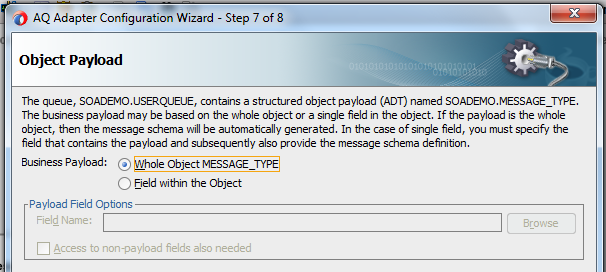 AQ Adapter Configuration Wizard - Step 7 of 8
Object Payload
The queue, SOADEMO.USERQUEUE, contains a structured object payload (ADT) named SOADEMO.MESSAGE_TYPE.
The business payload may be based on the whole object or a single field in the object. If the payload is the whole
object, then the message schema will be automatically generated. In the case of single field, you must specify the
field that contains the payload and subsequently also provide the message schema definition.
Business Payload: Whole Object MESSAGE_TYPE
Field within the Object
Payload Field Options
Field Name: Browse
Access to non-payload fields also needed